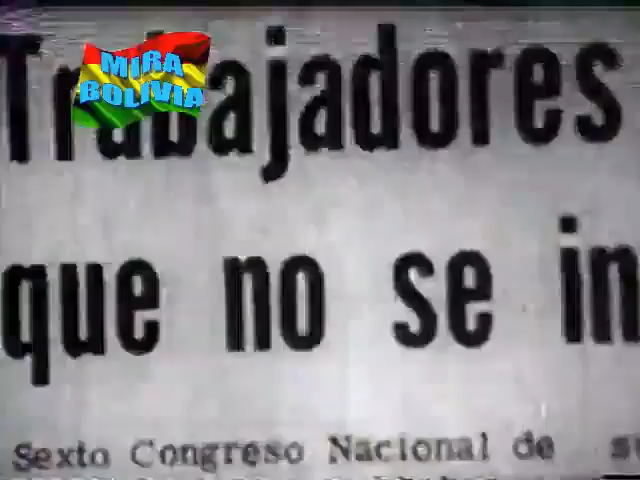 MIRA
BOLIVIA
Trabajadores
que no se in
Sexto Congreso Nacional de